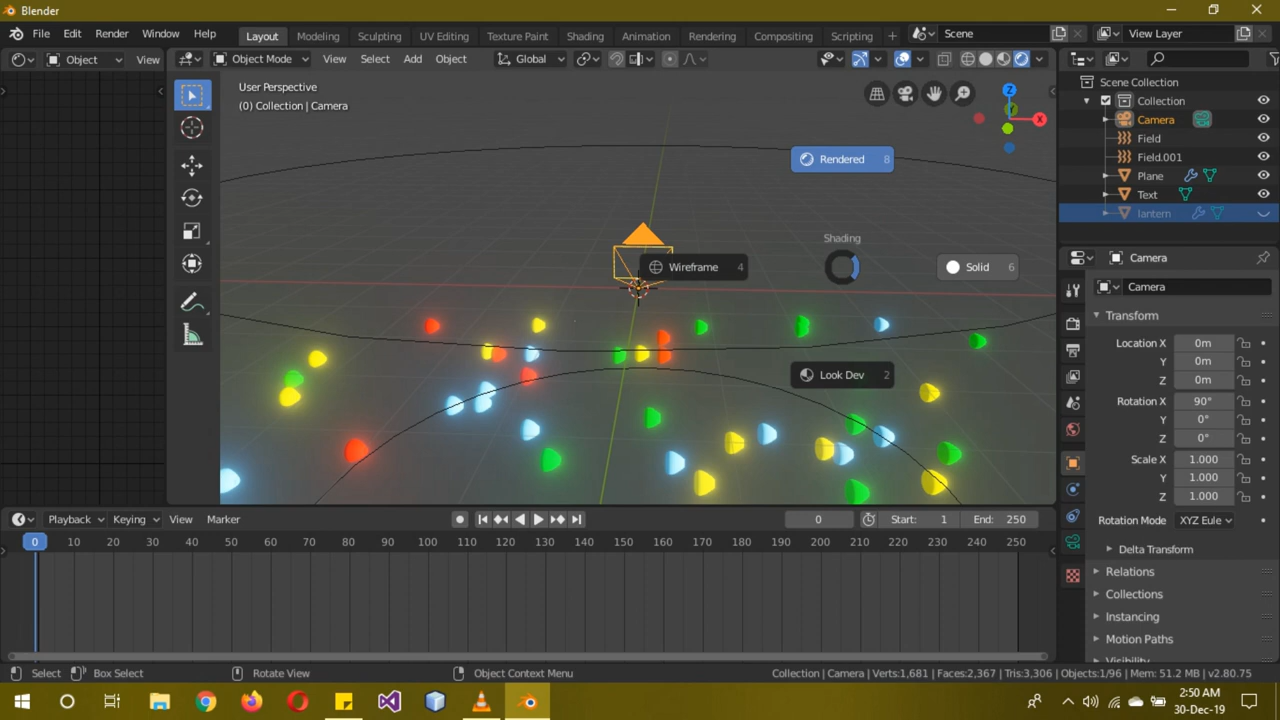 Blender
File Edit Render Window Help
Layout Modeling Sculpting UV Editing Texture Paint Shading Animation Rendering Compositing Scripting +
Scene
View Layer
Object View
Object Mode View Select Add Object
Global
User Perspective
(0) Collection | Camera
Z
Y
X
Rendered 8
Shading
Wireframe 4
Solid 6
Look Dev 2
Scene Collection
Collection
Camera
Field
Field.001
Plane
Text
lantern
Camera
Camera
Transform
Location X 0m
Y 0m
Z 0m
Rotation X 90°
Y 0°
Z 0°
Scale X 1.000
Y 1.000
Z 1.000
Rotation Mode XYZ Eule
Delta Transform
Relations
Collections
Instancing
Motion Paths
Visibility
Playback Keying View Marker
0 Start: 1 End: 250
0 10 20 30 40 50 60 70 80 90 100 110 120 130 140 150 160 170 180 190 200 210 220 230 240 250
Select Box Select Rotate View Object Context Menu
Collection | Camera | Verts:1,681 | Faces:2,367 | Tris:3,306 | Objects:1/96 | Mem: 51.2 MB | v2.80.75
2:50 AM
30-Dec-19